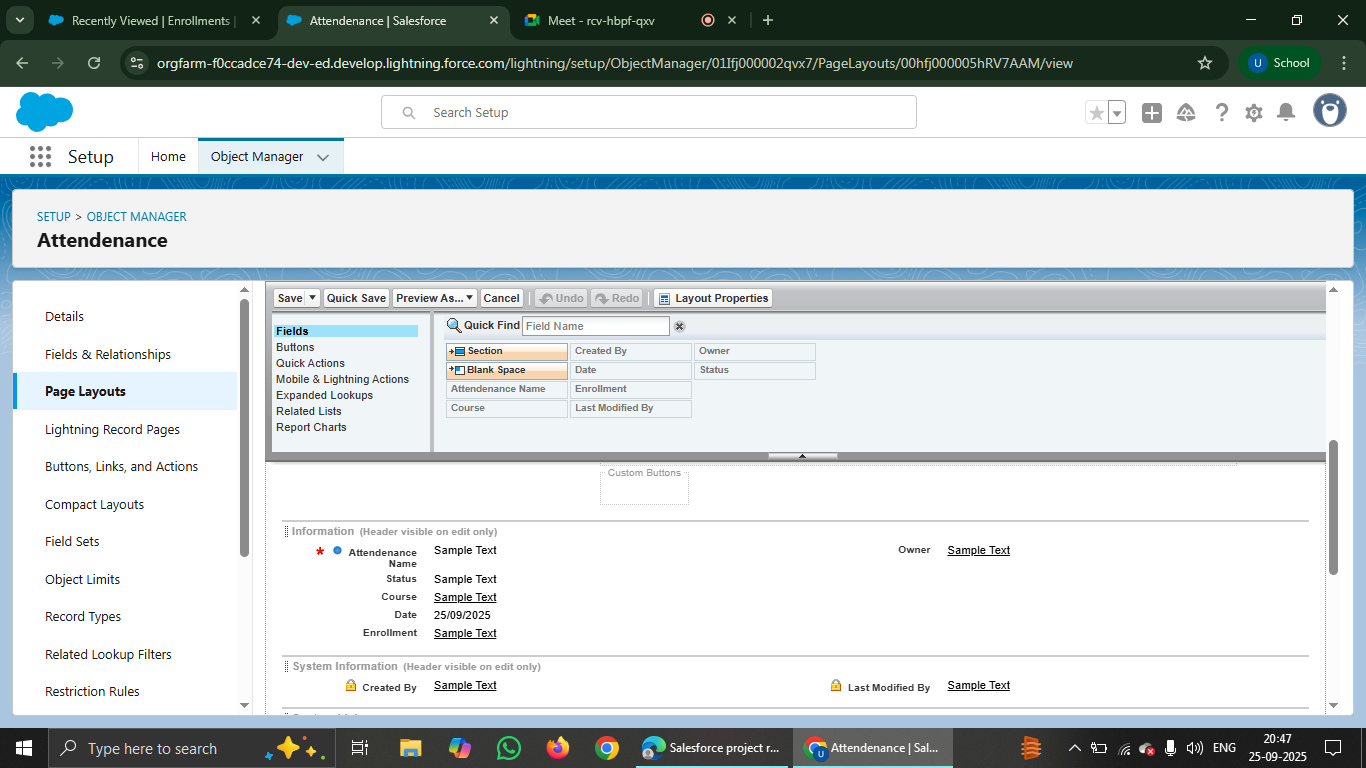 Recently Viewed | Enrollments |
Attendenance | Salesforce
Meet - rcv-hbpf-qxv
orgfarm-f0ccadce74-dev-ed.develop.lightning.force.com/lightning/setup/ObjectManager/01Ifj000002qvx7/PageLayouts/00hfj000005hRV7AAM/view
U School
Search Setup
Setup Home Object Manager
SETUP > OBJECT MANAGER
Attendenance
Details
Fields & Relationships
Page Layouts
Lightning Record Pages
Buttons, Links, and Actions
Compact Layouts
Field Sets
Object Limits
Record Types
Related Lookup Filters
Restriction Rules
Save Quick Save Preview As... Cancel Undo Redo Layout Properties
Fields
Buttons
Quick Actions
Mobile & Lightning Actions
Expanded Lookups
Related Lists
Report Charts
Quick Find Field Name
Section Created By Owner
Blank Space Date Status
Attendenance Name Enrollment
Course Last Modified By
Custom Buttons
Information (Header visible on edit only)
* Attendenance Name Sample Text Owner Sample Text
Status Sample Text
Course Sample Text
Date 25/09/2025
Enrollment Sample Text
System Information (Header visible on edit only)
Created By Sample Text Last Modified By Sample Text
Type here to search
Salesforce project r...
U Attendenance | Sal...
ENG
20:47
25-09-2025